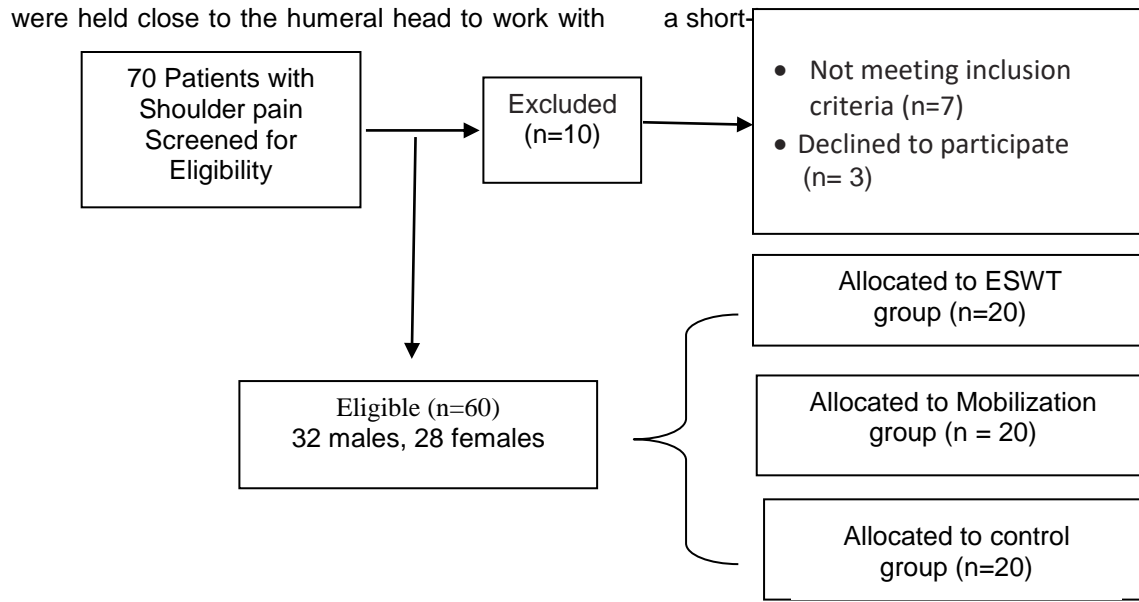 were held close to the humeral head to work with a short-
70 Patients with
Shoulder pain
Screened for
Eligibility
Excluded
(n=10)
• Not meeting inclusion
criteria (n=7)
• Declined to participate
(n= 3)
Eligible (n=60)
32 males, 28 females
Allocated to ESWT
group (n=20)
Allocated to Mobilization
group (n = 20)
Allocated to control
group (n=20)